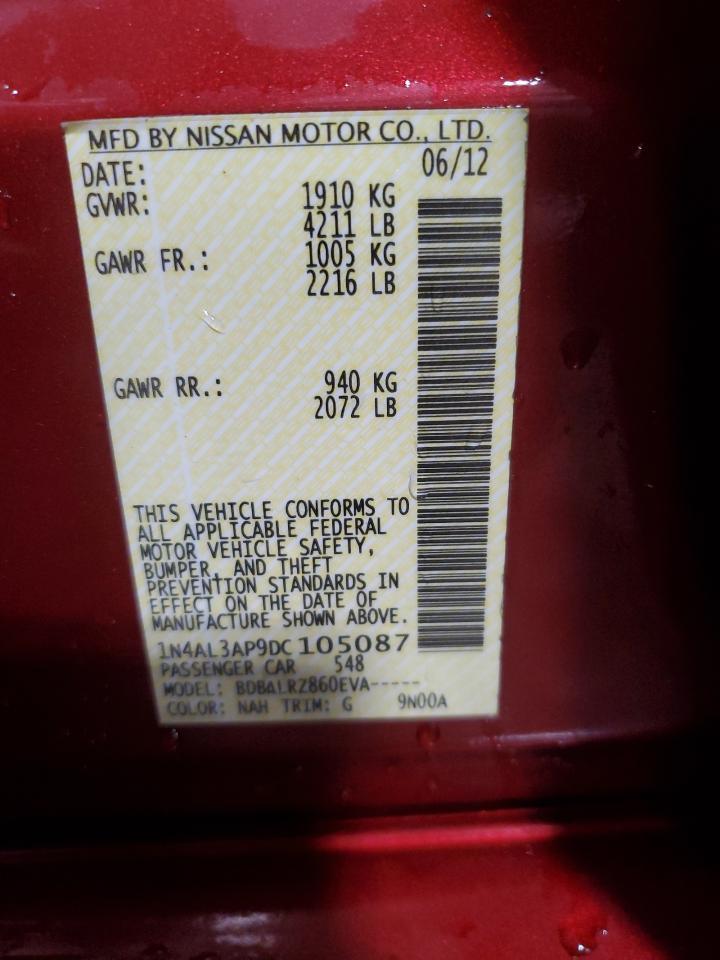 MFD BY NISSAN MOTOR CO., LTD.
DATE: 06/12
GVWR: 1910 KG
4211 LB
GAWR FR.: 1005 KG
2216 LB
GAWR RR.: 940 KG
2072 LB
THIS VEHICLE CONFORMS TO
ALL APPLICABLE FEDERAL
MOTOR VEHICLE SAFETY,
BUMPER, AND THEFT
PREVENTION STANDARDS IN
EFFECT ON THE DATE OF
MANUFACTURE SHOWN ABOVE.
1N4AL3AP9DC105087
PASSENGER CAR 548
MODEL: BDBALRZ860EVA-----
COLOR: NAH TRIM: G 9N00A